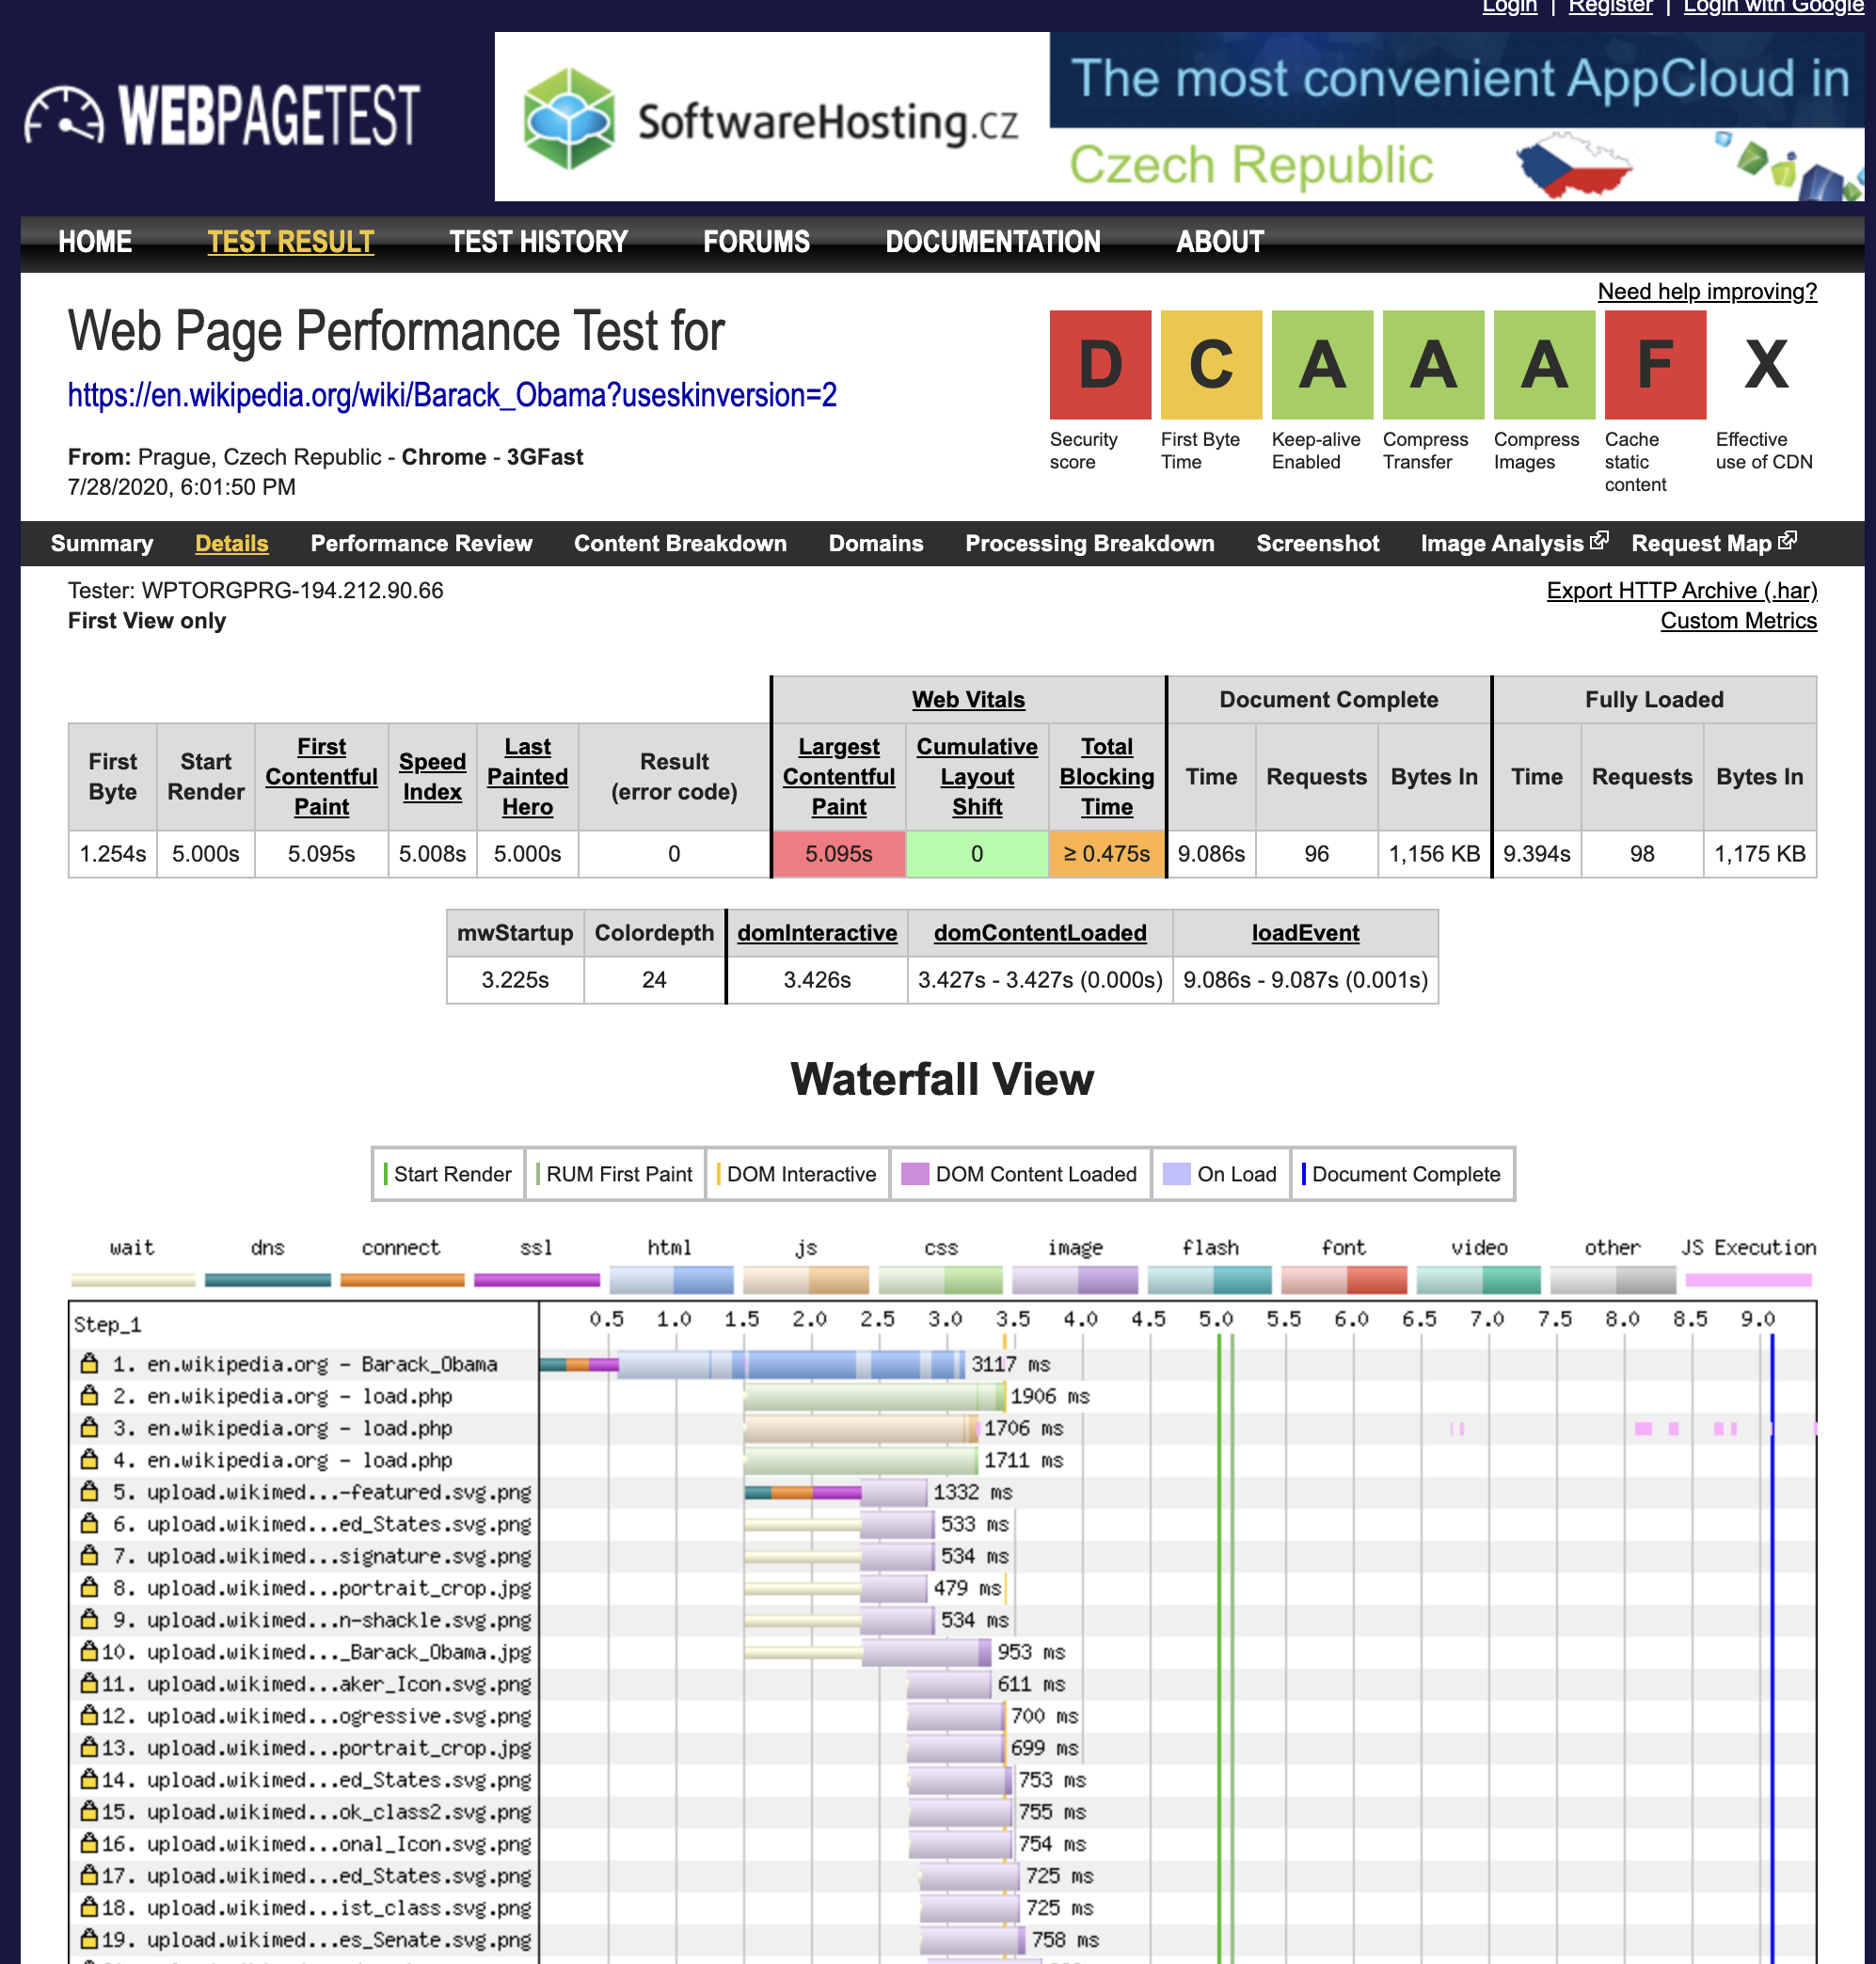 Login | Register | Login with Google
WEBPAGETEST
SoftwareHosting.cz
The most convenient AppCloud in
Czech Republic
HOME TEST RESULT TEST HISTORY FORUMS DOCUMENTATION ABOUT
Need help improving?
Web Page Performance Test for
https://en.wikipedia.org/wiki/Barack_Obama?useskinversion=2
From: Prague, Czech Republic - Chrome - 3GFast
7/28/2020, 6:01:50 PM
D C A A A F X
Security score
First Byte Time
Keep-alive Enabled
Compress Transfer
Compress Images
Cache static content
Effective use of CDN
Summary Details Performance Review Content Breakdown Domains Processing Breakdown Screenshot Image Analysis Request Map
Tester: WPTORGPRG-194.212.90.66
First View only
Export HTTP Archive (.har)
Custom Metrics
Web Vitals Document Complete Fully Loaded
First Byte Start Render First Contentful Paint Speed Index Last Painted Hero Result (error code) Largest Contentful Paint Cumulative Layout Shift Total Blocking Time Time Requests Bytes In Time Requests Bytes In
1.254s 5.000s 5.095s 5.008s 5.000s 0 5.095s 0 ≥ 0.475s 9.086s 96 1,156 KB 9.394s 98 1,175 KB
mwStartup Colordepth domInteractive domContentLoaded loadEvent
3.225s 24 3.426s 3.427s - 3.427s (0.000s) 9.086s - 9.087s (0.001s)
Waterfall View
Start Render RUM First Paint DOM Interactive DOM Content Loaded On Load Document Complete
wait dns connect ssl html js css image flash font video other JS Execution
Step_1 0.5 1.0 1.5 2.0 2.5 3.0 3.5 4.0 4.5 5.0 5.5 6.0 6.5 7.0 7.5 8.0 8.5 9.0
1. en.wikipedia.org - Barack_Obama 3117 ms
2. en.wikipedia.org - load.php 1906 ms
3. en.wikipedia.org - load.php 1706 ms
4. en.wikipedia.org - load.php 1711 ms
5. upload.wikimed...-featured.svg.png 1332 ms
6. upload.wikimed...ed_States.svg.png 533 ms
7. upload.wikimed...signature.svg.png 534 ms
8. upload.wikimed...portrait_crop.jpg 479 ms
9. upload.wikimed...n-shackle.svg.png 534 ms
10. upload.wikimed..._Barack_Obama.jpg 953 ms
11. upload.wikimed...aker_Icon.svg.png 611 ms
12. upload.wikimed...ogressive.svg.png 700 ms
13. upload.wikimed...portrait_crop.jpg 699 ms
14. upload.wikimed...ed_States.svg.png 753 ms
15. upload.wikimed...ok_class2.svg.png 755 ms
16. upload.wikimed...onal_Icon.svg.png 754 ms
17. upload.wikimed...ed_States.svg.png 725 ms
18. upload.wikimed...ist_class.svg.png 725 ms
19. upload.wikimed...es_Senate.svg.png 758 ms